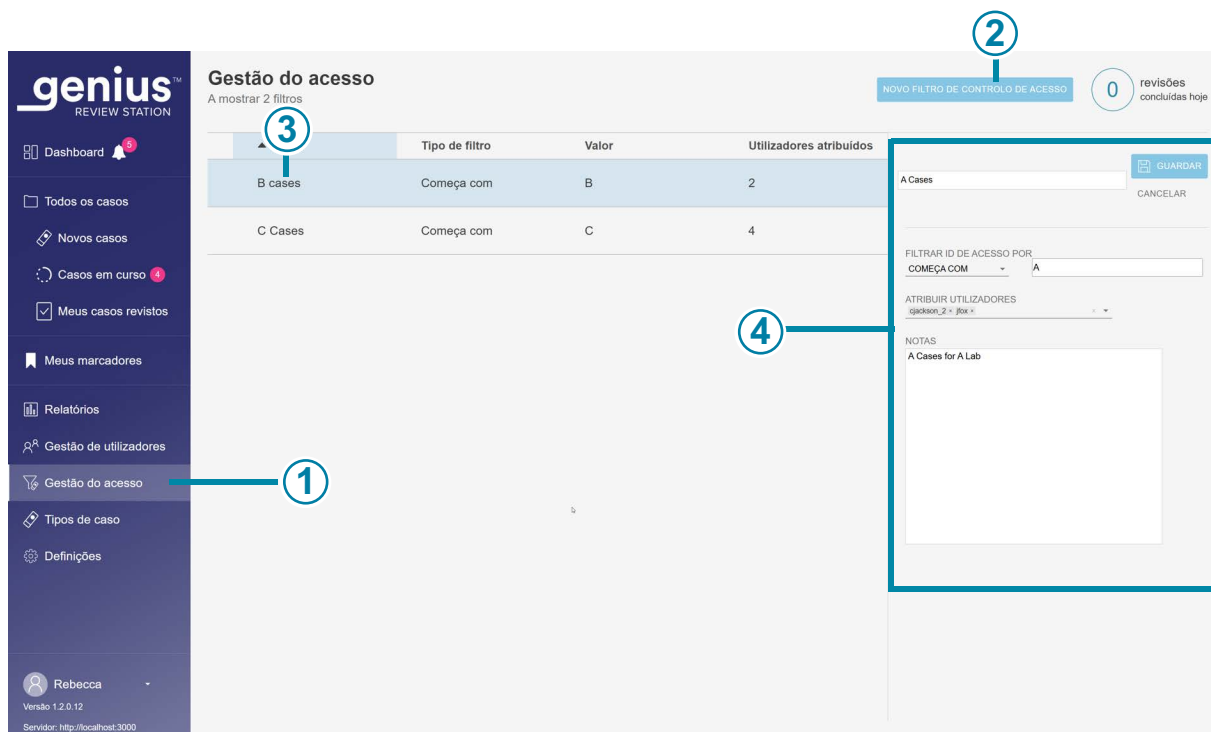 2
genius™
REVIEW STATION
Dashboard 5
Todos os casos
Novos casos
Casos em curso 4
Meus casos revistos
Meus marcadores
Relatórios
Gestão de utilizadores
Gestão do acesso
Tipos de caso
Definições
Rebecca
Versão 1.2.0.12
Servidor: http://localhost:3000
1
Gestão do acesso
A mostrar 2 filtros
NOVO FILTRO DE CONTROLO DE ACESSO
0 revisões
concluídas hoje
3
Tipo de filtro Valor Utilizadores atribuídos
B cases Começa com B 2
C Cases Começa com C 4
4
A Cases
GUARDAR
CANCELAR
FILTRAR ID DE ACESSO POR
COMEÇA COM A
ATRIBUIR UTILIZADORES
cjackson_2 × jfox ×
NOTAS
A Cases for A Lab